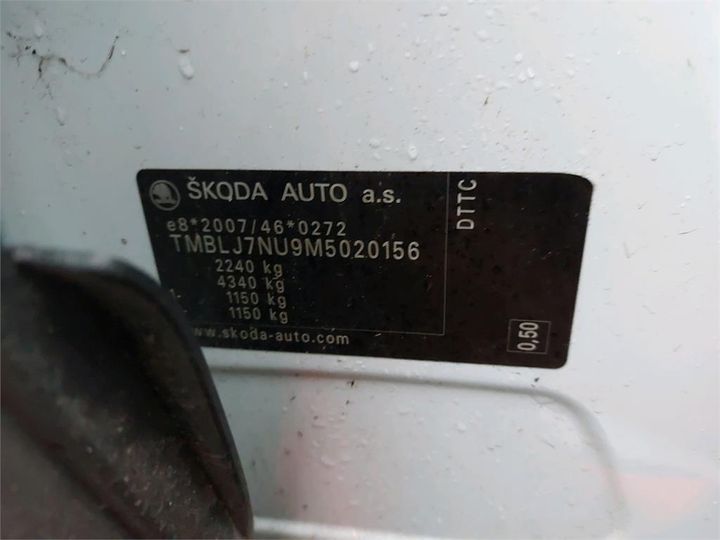 ŠKODA AUTO a.s.
e8*2007/46*0272
TMBLJ7NU9M5020156
2240 kg
4340 kg
1- 1150 kg
1150 kg
www.skoda-auto.com
DTTC
0,50